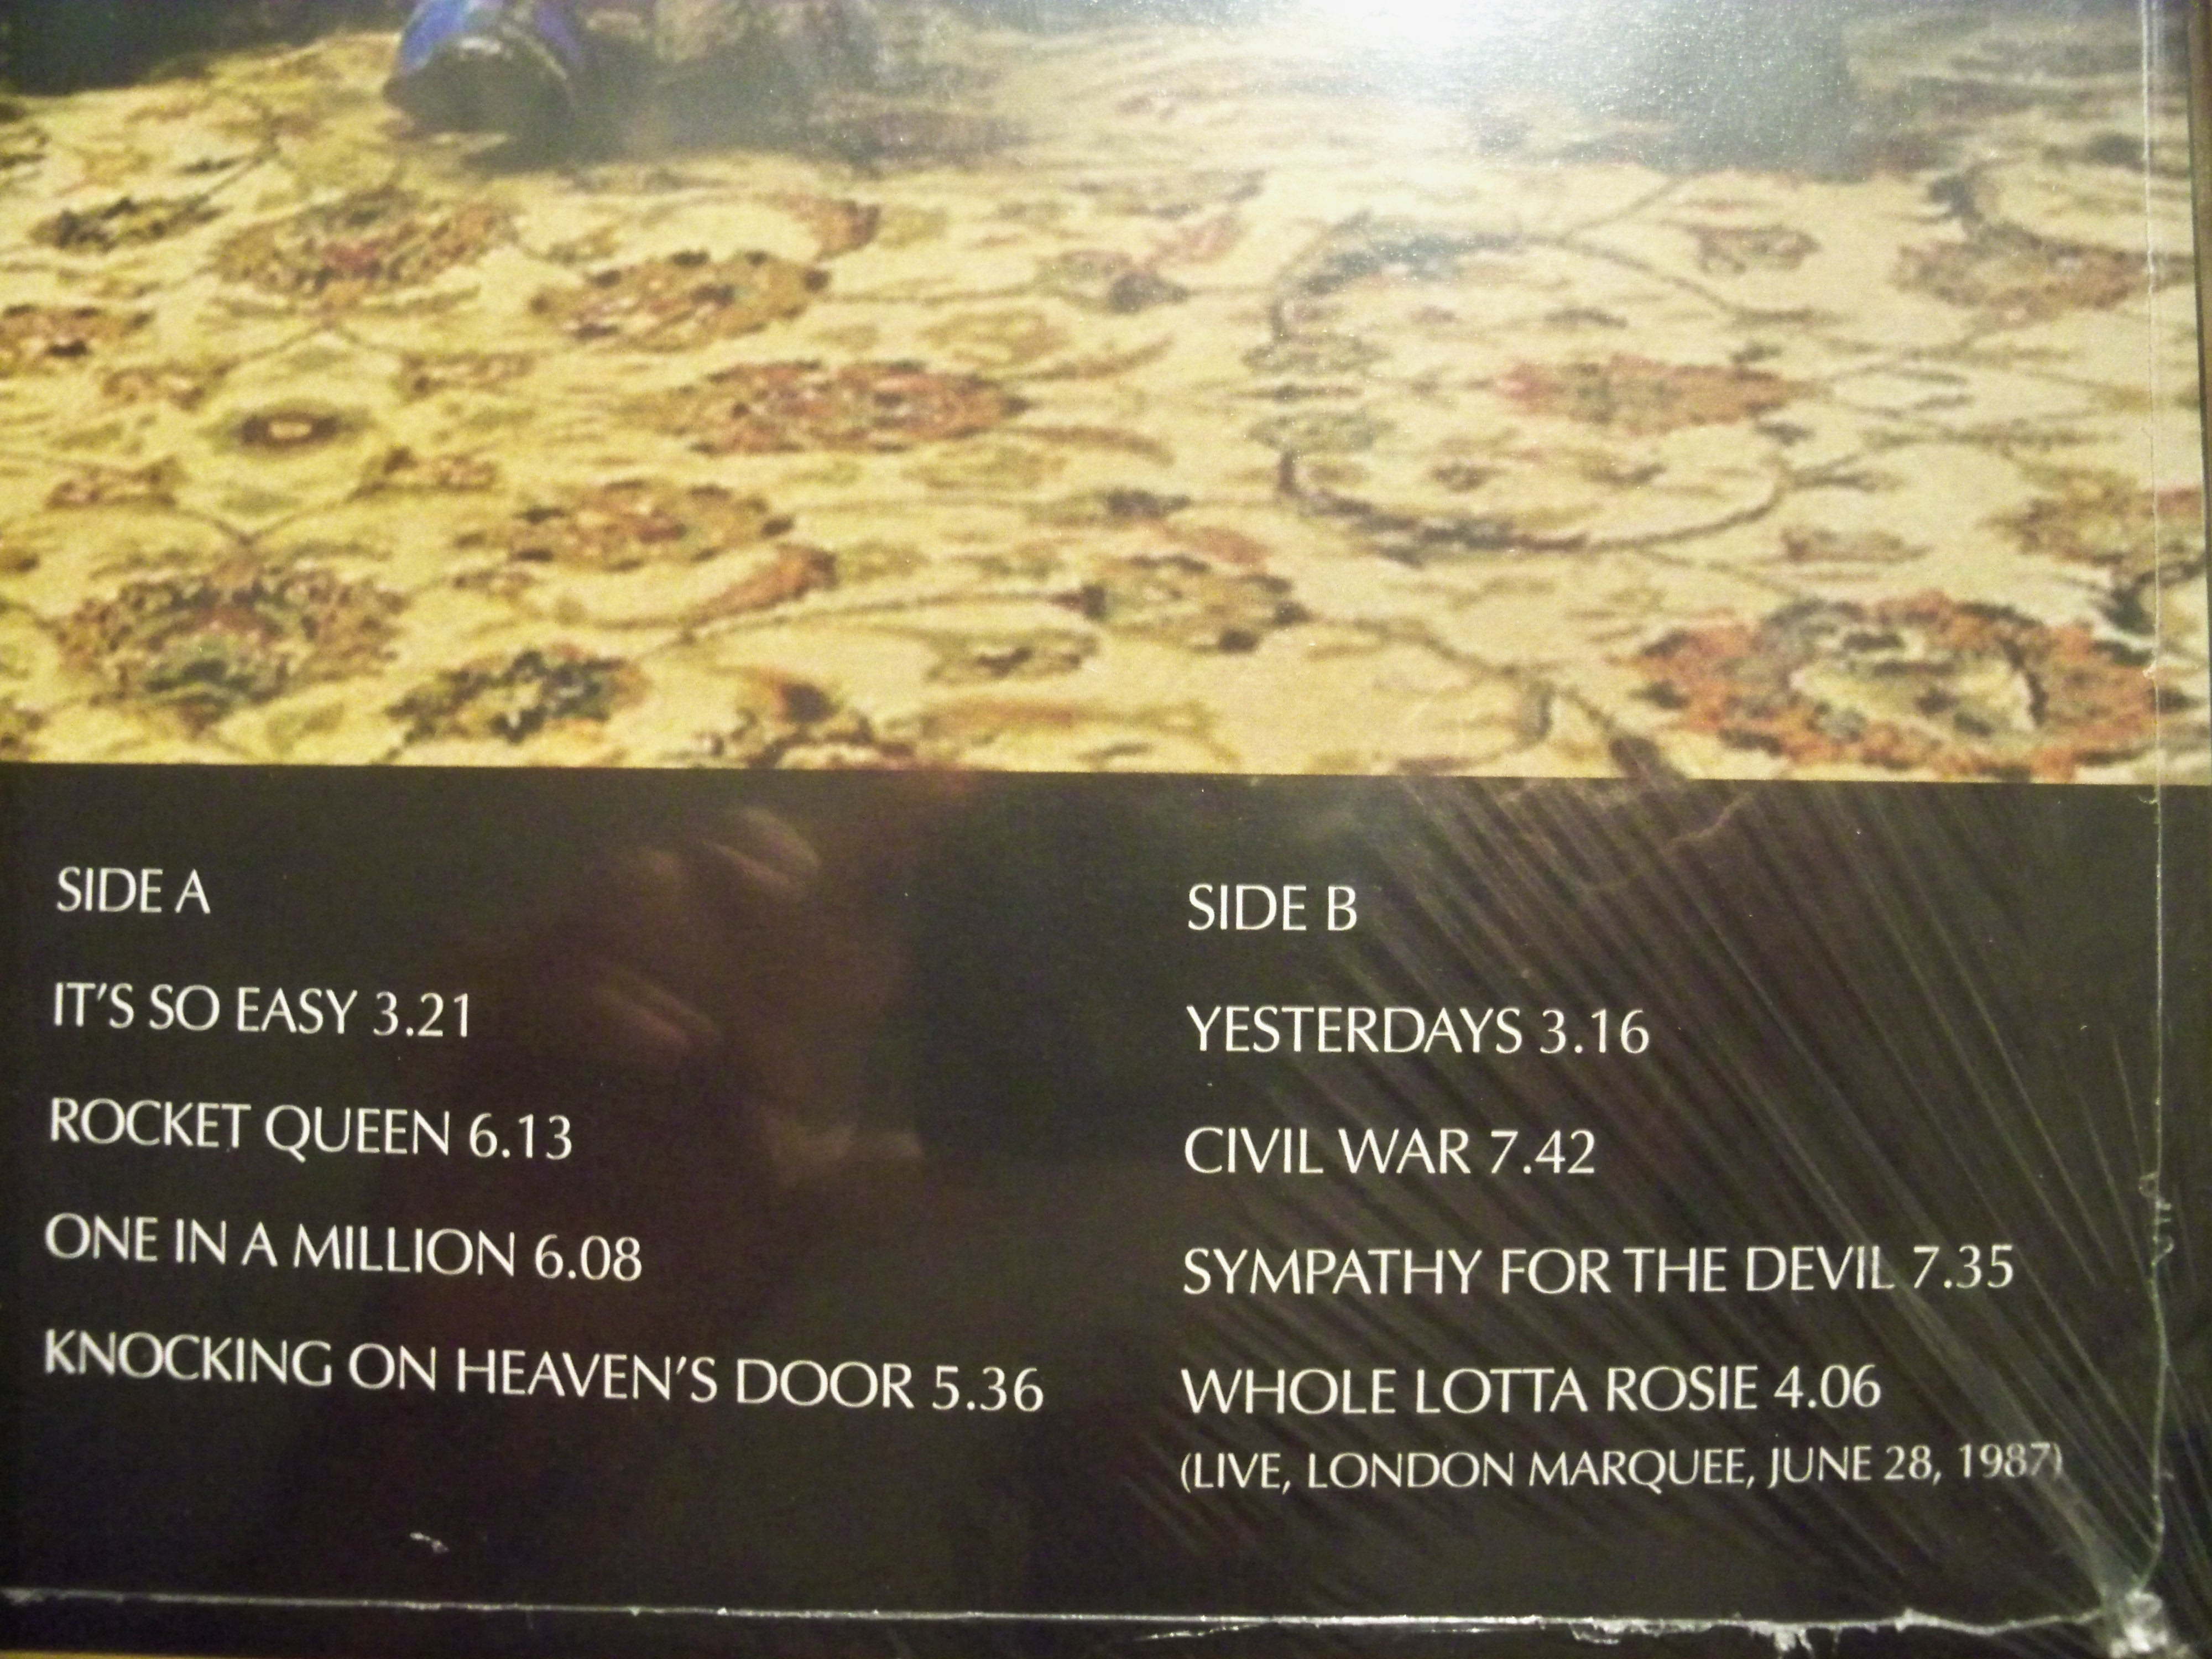 SIDE A
IT'S SO EASY 3.21
ROCKET QUEEN 6.13
ONE IN A MILLION 6.08
KNOCKING ON HEAVEN'S DOOR 5.36
SIDE B
YESTERDAYS 3.16
CIVIL WAR 7.42
SYMPATHY FOR THE DEVIL 7.35
WHOLE LOTTA ROSIE 4.06
(LIVE, LONDON MARQUEE, JUNE 28, 1987)